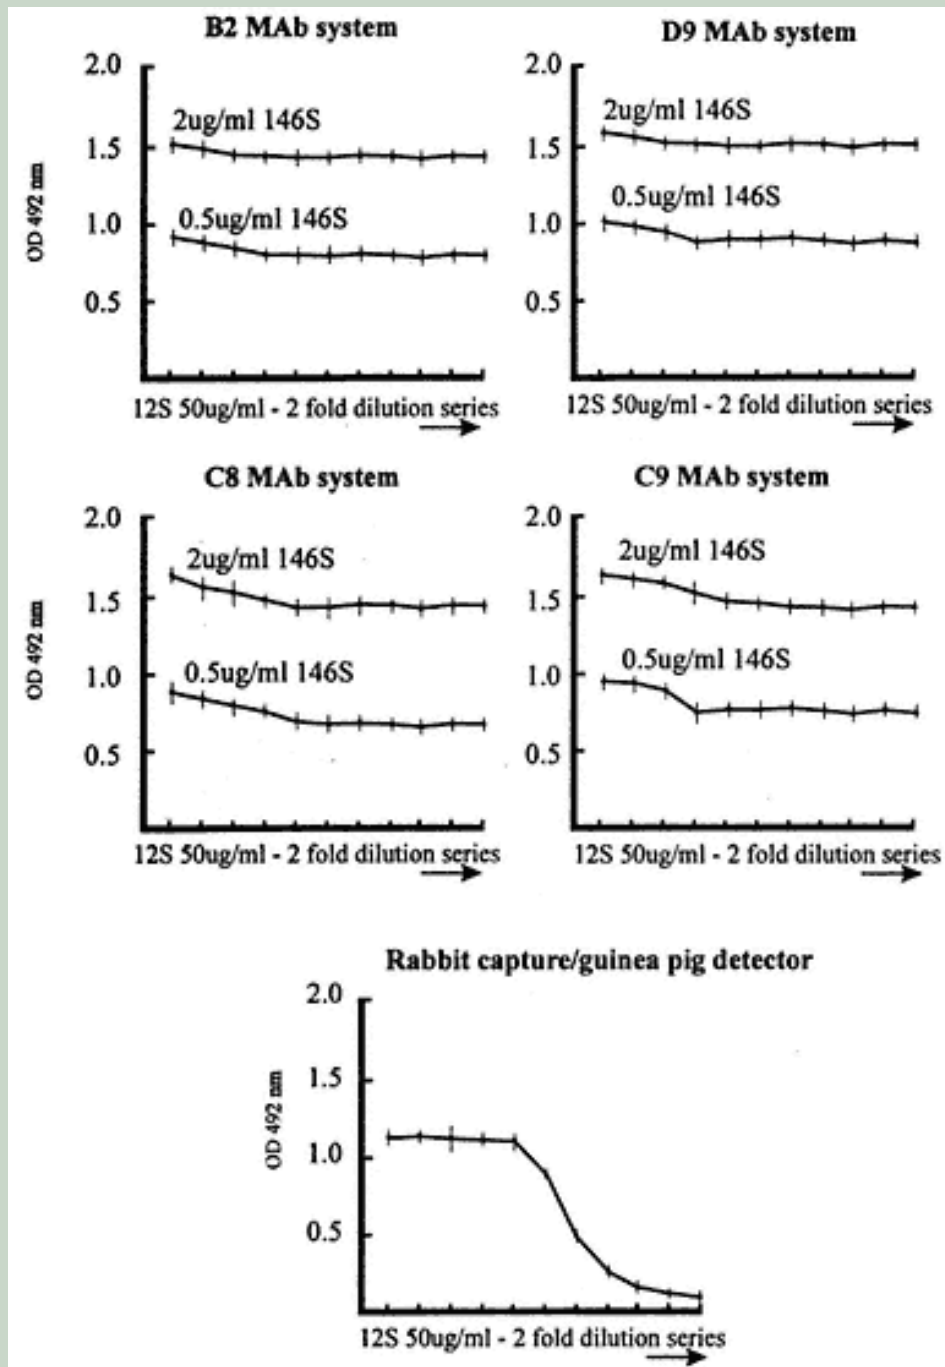 B2 MAb system
D9 MAb system
2.0
1.5
1.0
0.5
OD 492 nm
2ug/ml 146S
0.5ug/ml 146S
12S 50ug/ml - 2 fold dilution series
2.0
1.5
1.0
0.5
2ug/ml 146S
0.5ug/ml 146S
12S 50ug/ml - 2 fold dilution series
C8 MAb system
C9 MAb system
2.0
1.5
1.0
0.5
OD 492 nm
2ug/ml 146S
0.5ug/ml 146S
12S 50ug/ml - 2 fold dilution series
2.0
1.5
1.0
0.5
2ug/ml 146S
0.5ug/ml 146S
12S 50ug/ml - 2 fold dilution series
Rabbit capture/guinea pig detector
2.0
1.5
1.0
0.5
OD 492 nm
12S 50ug/ml - 2 fold dilution series